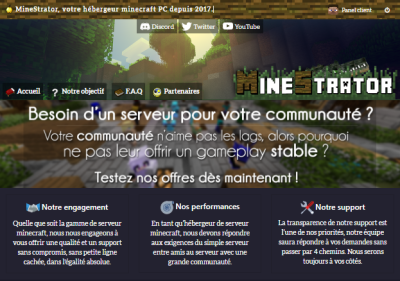 MineStrator, votre hébergeur minecraft PC depuis 2017.
Panel client
Discord
Twitter
YouTube
Accueil
Notre objectif
F.A.Q
Partenaires
MINESTRATOR
Besoin d'un serveur pour votre communauté ?
Votre communauté n'aime pas les lags, alors pourquoi
ne pas leur offrir un gameplay stable ?
Testez nos offres dès maintenant !
Notre engagement
Quelle que soit la gamme de serveur
minecraft, nous nous engageons à
vous offrir une qualité et un support
sans compromis, sans petite ligne
cachée, dans l'égalité absolue.
Nos performances
En tant qu'hébergeur de serveur
minecraft, nous devons répondre
aux exigences du simple serveur
entre amis au serveur avec une
grande communauté.
Notre support
La transparence de notre support est
l'une de nos priorités, notre équipe
saura répondre à vos demandes sans
passer par 4 chemins. Nous serons
toujours à vos côtés.